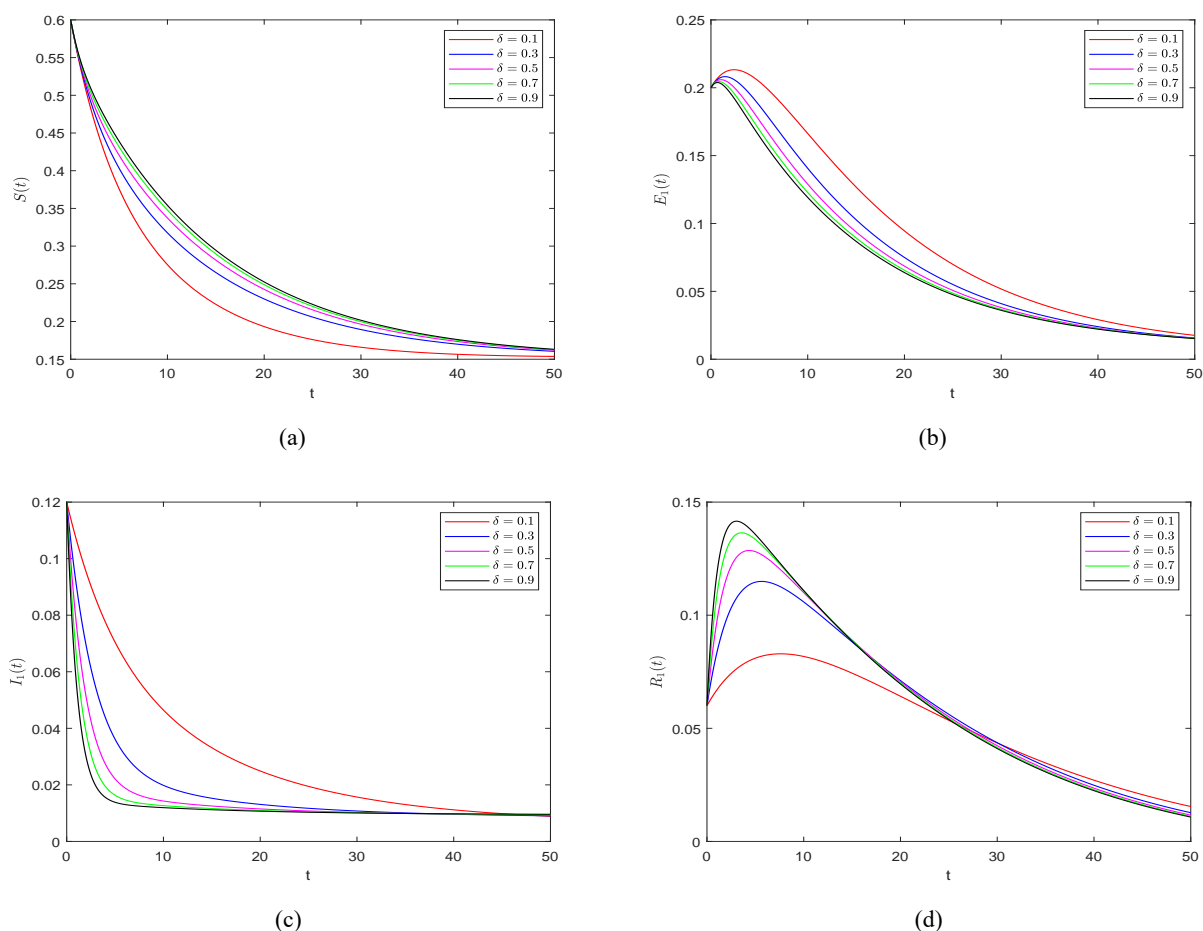 0.6
0.55
0.5
0.45
0.4
0.35
0.3
0.25
0.2
0.15
S(t)
0 10 20 30 40 50
t
δ = 0.1
δ = 0.3
δ = 0.5
δ = 0.7
δ = 0.9
(a)
0.25
0.2
0.15
0.1
0.05
0
E₁(t)
0 10 20 30 40 50
t
δ = 0.1
δ = 0.3
δ = 0.5
δ = 0.7
δ = 0.9
(b)
0.12
0.1
0.08
0.06
0.04
0.02
0
I₁(t)
0 10 20 30 40 50
t
δ = 0.1
δ = 0.3
δ = 0.5
δ = 0.7
δ = 0.9
(c)
0.15
0.1
0.05
0
R₁(t)
0 10 20 30 40 50
t
δ = 0.1
δ = 0.3
δ = 0.5
δ = 0.7
δ = 0.9
(d)